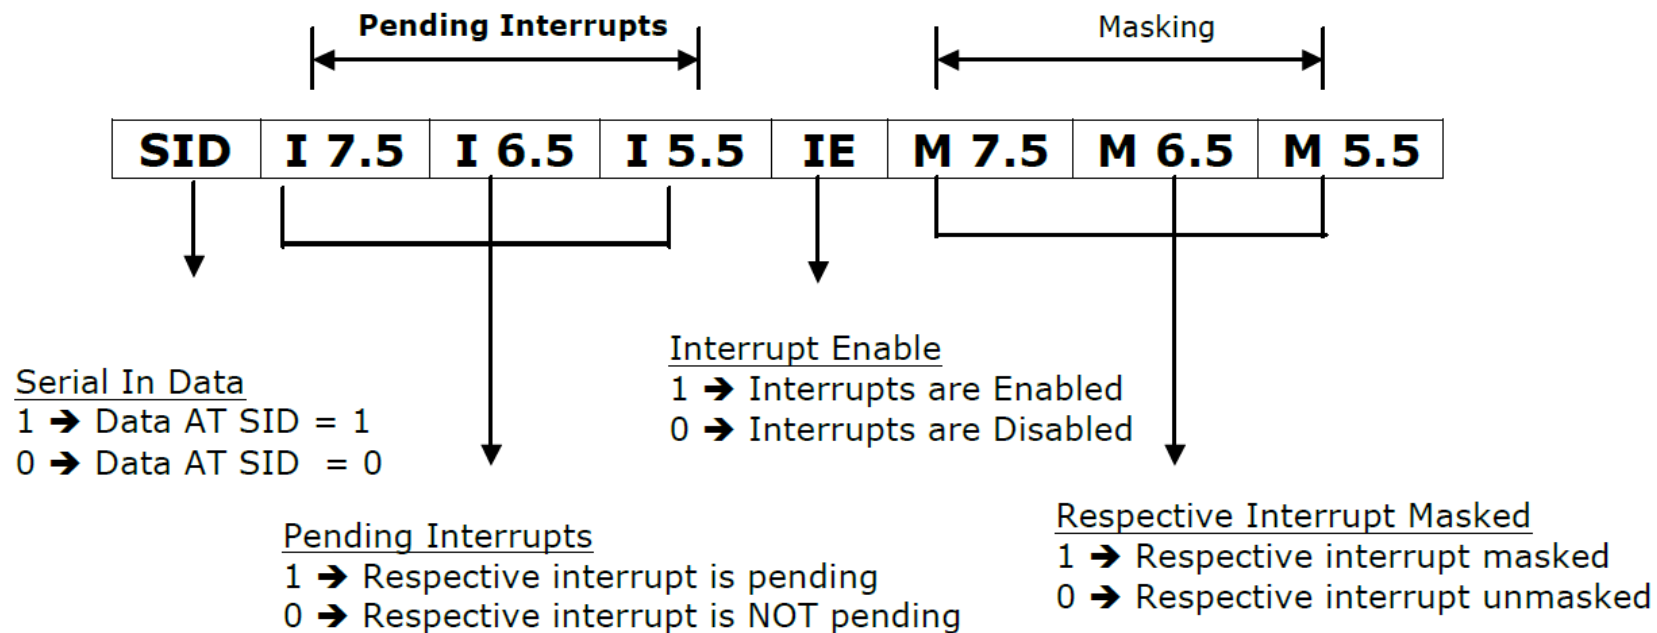 Pending Interrupts
Masking
SID I 7.5 I 6.5 I 5.5 IE M 7.5 M 6.5 M 5.5
Serial In Data
1 ➔ Data AT SID = 1
0 ➔ Data AT SID = 0
Interrupt Enable
1 ➔ Interrupts are Enabled
0 ➔ Interrupts are Disabled
Pending Interrupts
1 ➔ Respective interrupt is pending
0 ➔ Respective interrupt is NOT pending
Respective Interrupt Masked
1 ➔ Respective interrupt masked
0 ➔ Respective interrupt unmasked